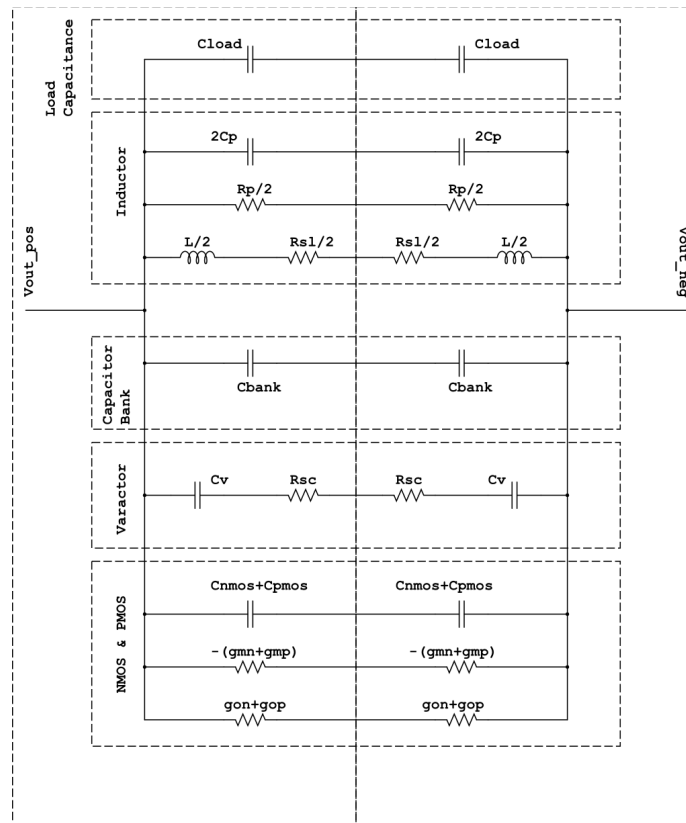 Load
Capacitance
Cload
Cload
2Cp
2Cp
Inductor
Rp/2
Rp/2
L/2
Rsl/2
Rsl/2
L/2
Vout_pos
Vout_neg
Capacitor
Bank
Cbank
Cbank
Varactor
Cv
Rsc
Rsc
Cv
NMOS & PMOS
Cnmos+Cpmos
Cnmos+Cpmos
-(gmn+gmp)
-(gmn+gmp)
gon+gop
gon+gop